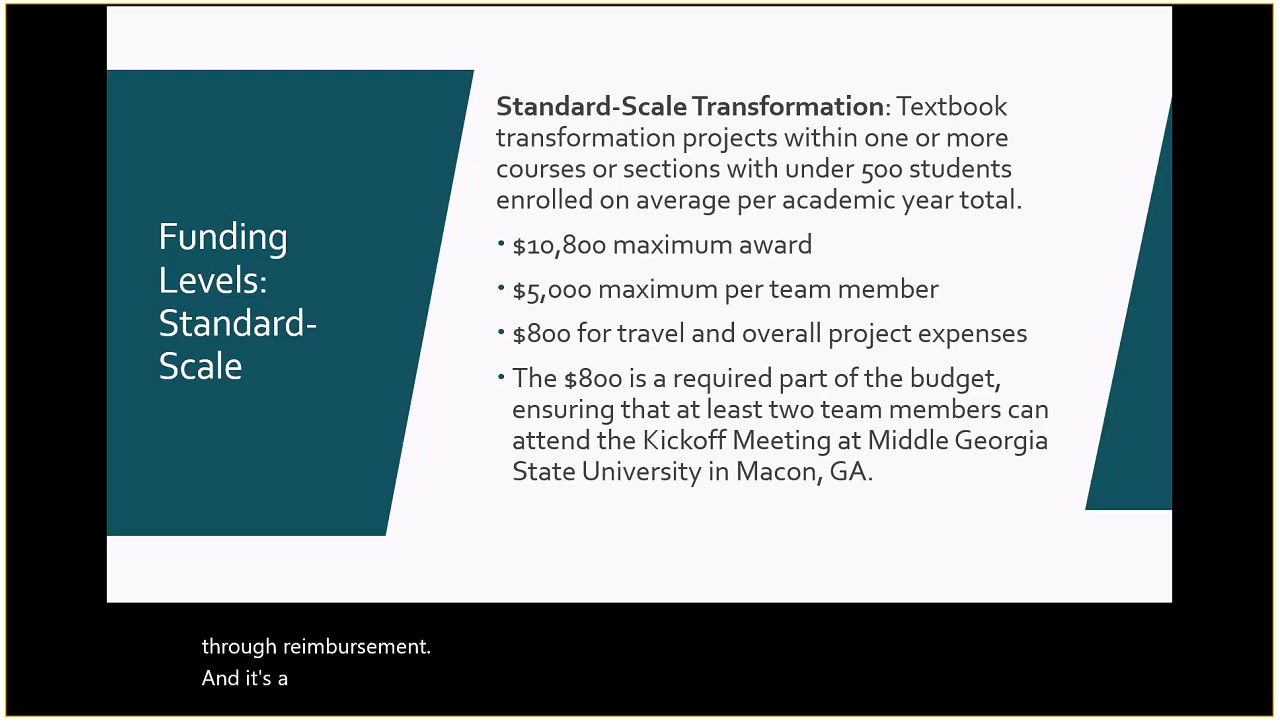 Funding
Levels:
Standard-
Scale
Standard-Scale Transformation: Textbook
transformation projects within one or more
courses or sections with under 500 students
enrolled on average per academic year total.
• $10,800 maximum award
• $5,000 maximum per team member
• $800 for travel and overall project expenses
• The $800 is a required part of the budget,
ensuring that at least two team members can
attend the Kickoff Meeting at Middle Georgia
State University in Macon, GA.
through reimbursement.
And it's a